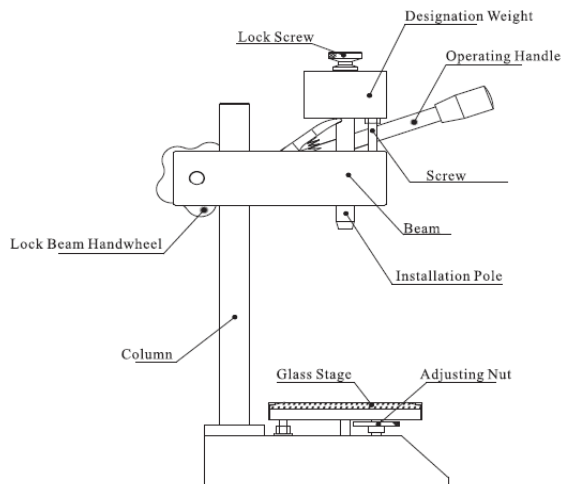 Designation Weight
Lock Screw
Operating Handle
Screw
Beam
Lock Beam Handwheel
Installation Pole
Column
Glass Stage
Adjusting Nut